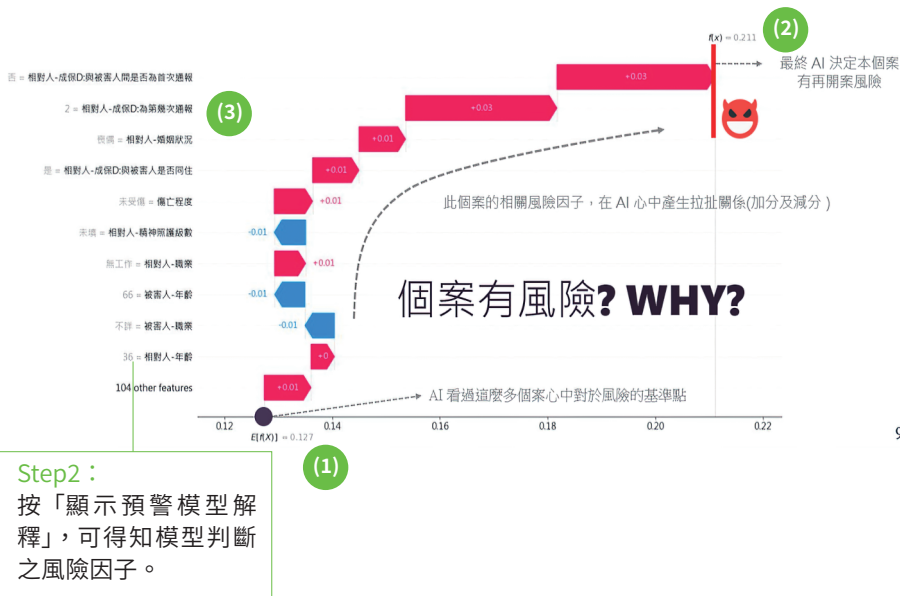 f(x) = 0.211
(2)
最終 AI 決定本個案
有再開案風險
否 = 相對人-成保D:與被害人間是否為首次通報
+0.03
2 = 相對人-成保D:為第幾次通報
(3)
+0.03
喪偶 = 相對人-婚姻狀況
+0.01
是 = 相對人-成保D:與被害人是否同住
+0.01
未受傷 = 傷亡程度
+0.01
此個案的相關風險因子，在 AI 心中產生拉扯關係(加分及減分 )
未填 = 相對人-精神照護級數
-0.01
無工作 = 相對人-職業
+0.01
66 = 被害人-年齡
-0.01
個案有風險? WHY?
不詳 = 被害人-職業
-0.01
36 = 相對人-年齡
+0
104 other features
+0.01
AI 看過這麼多個案心中對於風險的基準點
0.12 0.14 0.16 0.18 0.20 0.22
E[f(X)] = 0.127
(1)
Step2：
按「顯示預警模型解
釋」，可得知模型判斷
之風險因子。